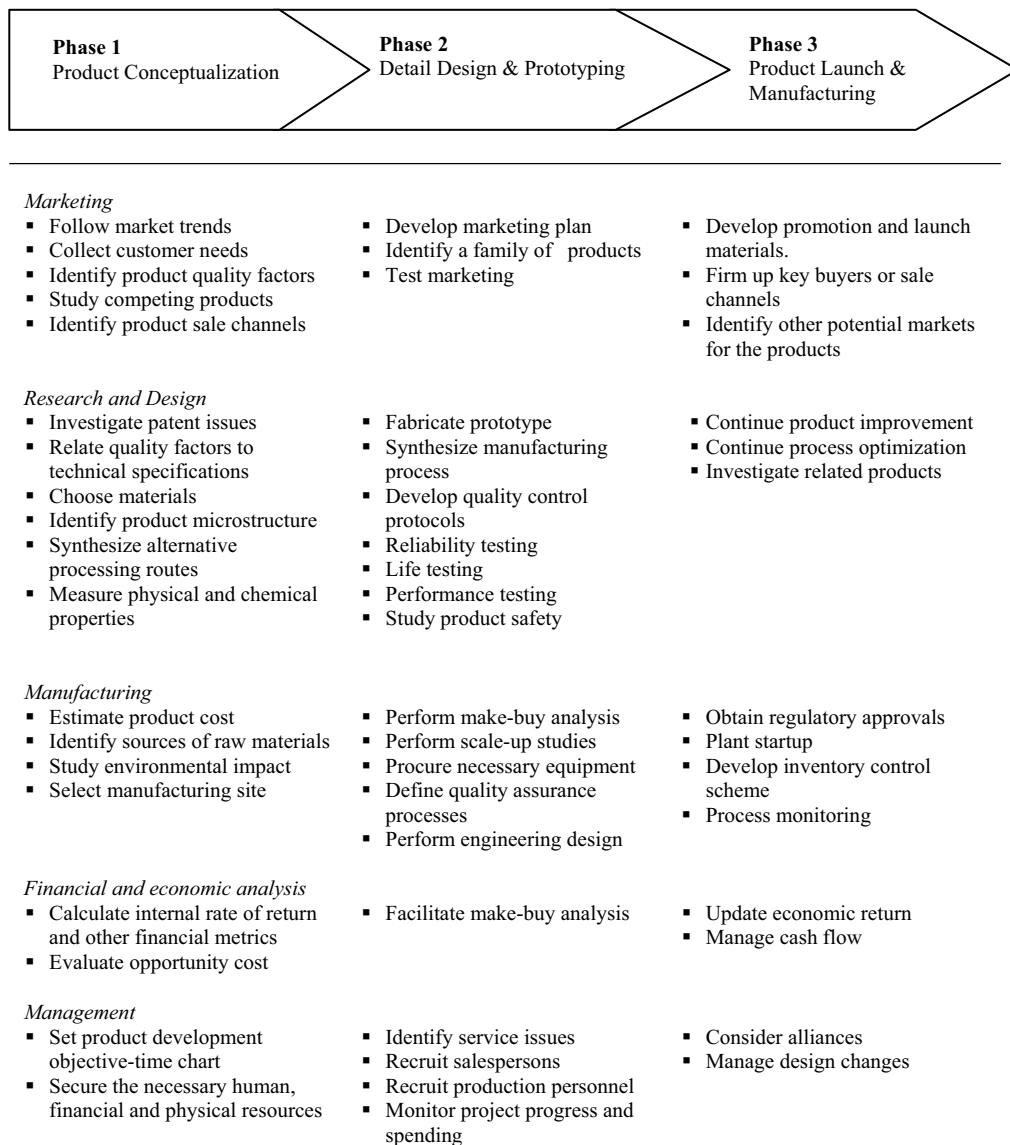 Phase 1
Product Conceptualization
Phase 2
Detail Design & Prototyping
Phase 3
Product Launch &
Manufacturing
Marketing
▪ Follow market trends
▪ Collect customer needs
▪ Identify product quality factors
▪ Study competing products
▪ Identify product sale channels
▪ Develop marketing plan
▪ Identify a family of products
▪ Test marketing
▪ Develop promotion and launch
materials.
▪ Firm up key buyers or sale
channels
▪ Identify other potential markets
for the products
Research and Design
▪ Investigate patent issues
▪ Relate quality factors to
technical specifications
▪ Choose materials
▪ Identify product microstructure
▪ Synthesize alternative
processing routes
▪ Measure physical and chemical
properties
▪ Fabricate prototype
▪ Synthesize manufacturing
process
▪ Develop quality control
protocols
▪ Reliability testing
▪ Life testing
▪ Performance testing
▪ Study product safety
▪ Continue product improvement
▪ Continue process optimization
▪ Investigate related products
Manufacturing
▪ Estimate product cost
▪ Identify sources of raw materials
▪ Study environmental impact
▪ Select manufacturing site
▪ Perform make-buy analysis
▪ Perform scale-up studies
▪ Procure necessary equipment
▪ Define quality assurance
processes
▪ Perform engineering design
▪ Obtain regulatory approvals
▪ Plant startup
▪ Develop inventory control
scheme
▪ Process monitoring
Financial and economic analysis
▪ Calculate internal rate of return
and other financial metrics
▪ Evaluate opportunity cost
▪ Facilitate make-buy analysis
▪ Update economic return
▪ Manage cash flow
Management
▪ Set product development
objective-time chart
▪ Secure the necessary human,
financial and physical resources
▪ Identify service issues
▪ Recruit salespersons
▪ Recruit production personnel
▪ Monitor project progress and
spending
▪ Consider alliances
▪ Manage design changes